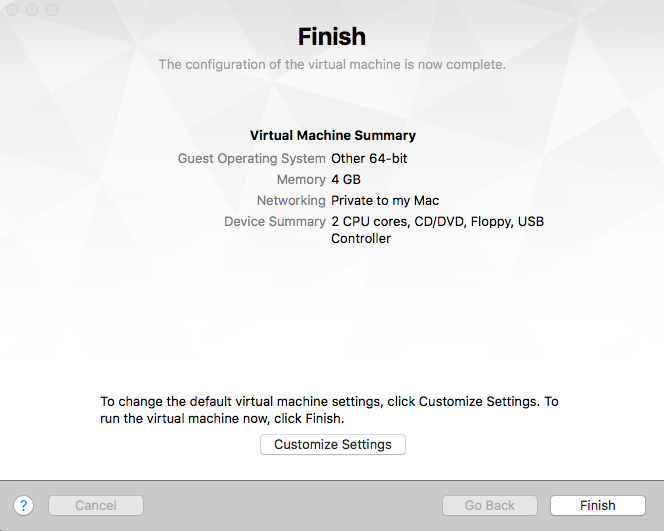 Finish
The configuration of the virtual machine is now complete.
Virtual Machine Summary
Guest Operating System Other 64-bit
Memory 4 GB
Networking Private to my Mac
Device Summary 2 CPU cores, CD/DVD, Floppy, USB
Controller
To change the default virtual machine settings, click Customize Settings. To
run the virtual machine now, click Finish.
Customize Settings
? Cancel Go Back Finish